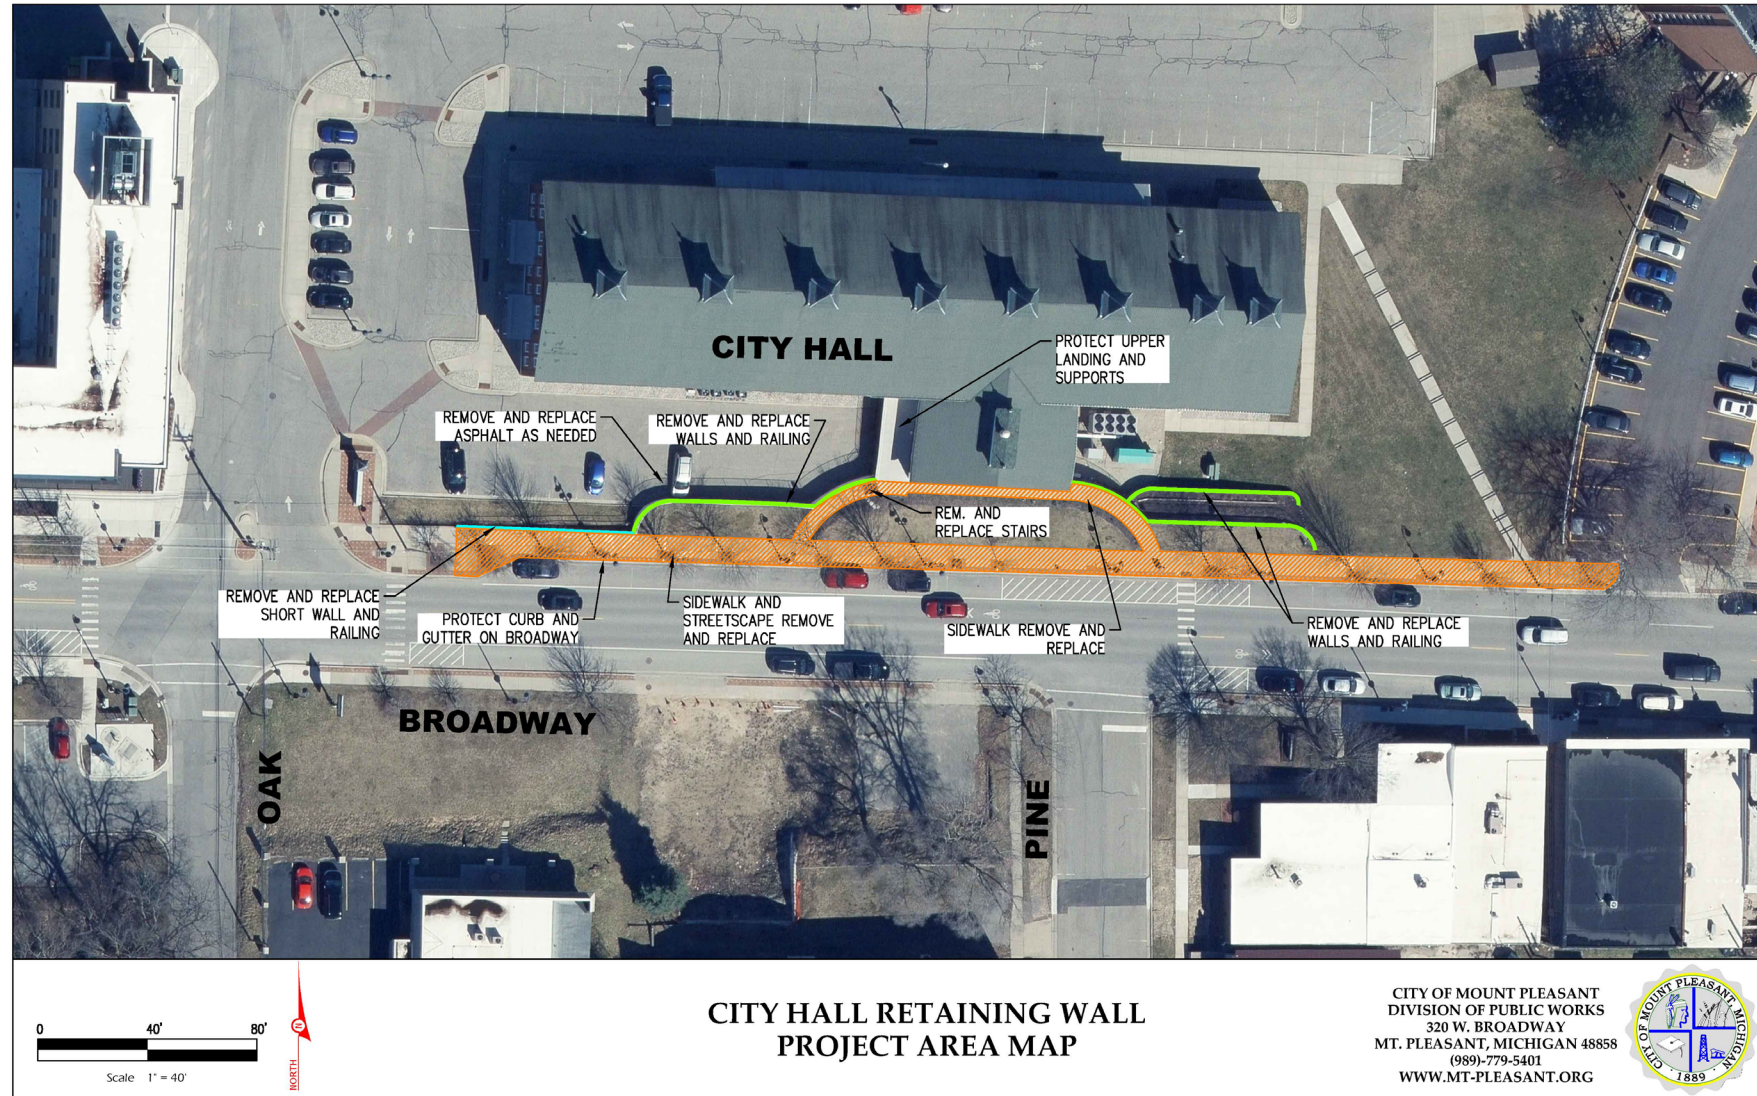 CITY HALL
PROTECT UPPER
LANDING AND
SUPPORTS
REMOVE AND REPLACE
ASPHALT AS NEEDED
REMOVE AND REPLACE
WALLS AND RAILING
REM. AND
REPLACE STAIRS
REMOVE AND REPLACE
SHORT WALL AND
RAILING
PROTECT CURB AND
GUTTER ON BROADWAY
SIDEWALK AND
STREETSCAPE REMOVE
AND REPLACE
SIDEWALK REMOVE AND
REPLACE
REMOVE AND REPLACE
WALLS AND RAILING
BROADWAY
OAK
PINE
0 40' 80'
Scale 1" = 40'
N
NORTH
CITY HALL RETAINING WALL
PROJECT AREA MAP
CITY OF MOUNT PLEASANT
DIVISION OF PUBLIC WORKS
320 W. BROADWAY
MT. PLEASANT, MICHIGAN 48858
(989)-779-5401
WWW.MT-PLEASANT.ORG
CITY OF MOUNT PLEASANT, MICHIGAN
· 1889 ·